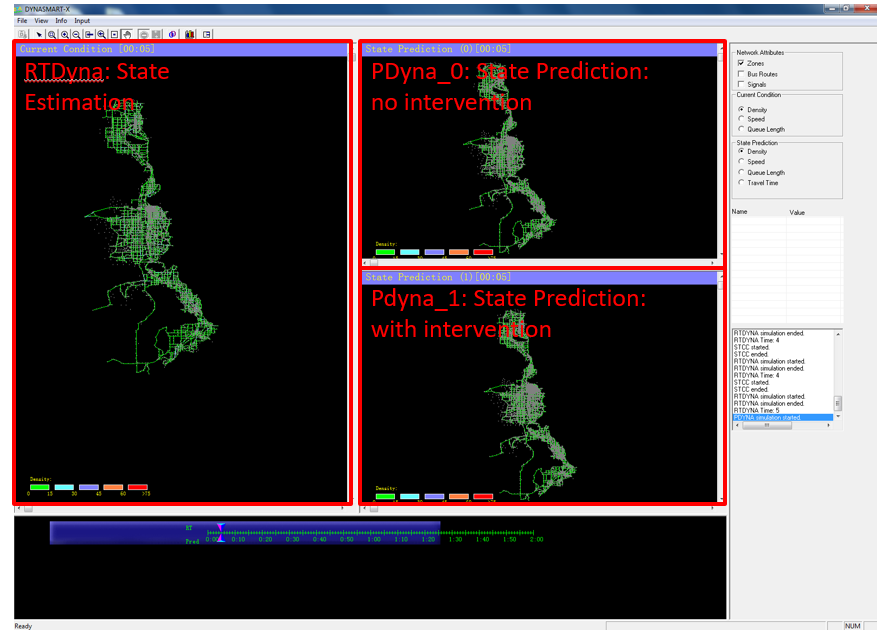 DYNASMART-X
File View Info Input
Current Condition [00:05]
RTDyna: State
Estimation
Density:
0 15 30 45 60 >75
State Prediction (0)[00:05]
PDyna_0: State Prediction:
no intervention
Density:
State Prediction (1)[00:05]
Pdyna_1: State Prediction:
with intervention
Density:
Network Attributes
Zones
Bus Routes
Signals
Current Condition
Density
Speed
Queue Length
State Prediction
Density
Speed
Queue Length
Travel Time
Name Value
RTDYNA simulation ended.
RTDYNA Time: 4
STCC started.
STCC ended.
RTDYNA simulation started.
RTDYNA simulation ended.
RTDYNA Time: 4
STCC started.
STCC ended.
RTDYNA simulation started.
RTDYNA simulation ended.
RTDYNA Time: 5
PDYNA simulation started.
RT
Pred 0:00 0:10 0:20 0:30 0:40 0:50 1:00 1:10 1:20 1:30 1:40 1:50 2:00
Ready
NUM